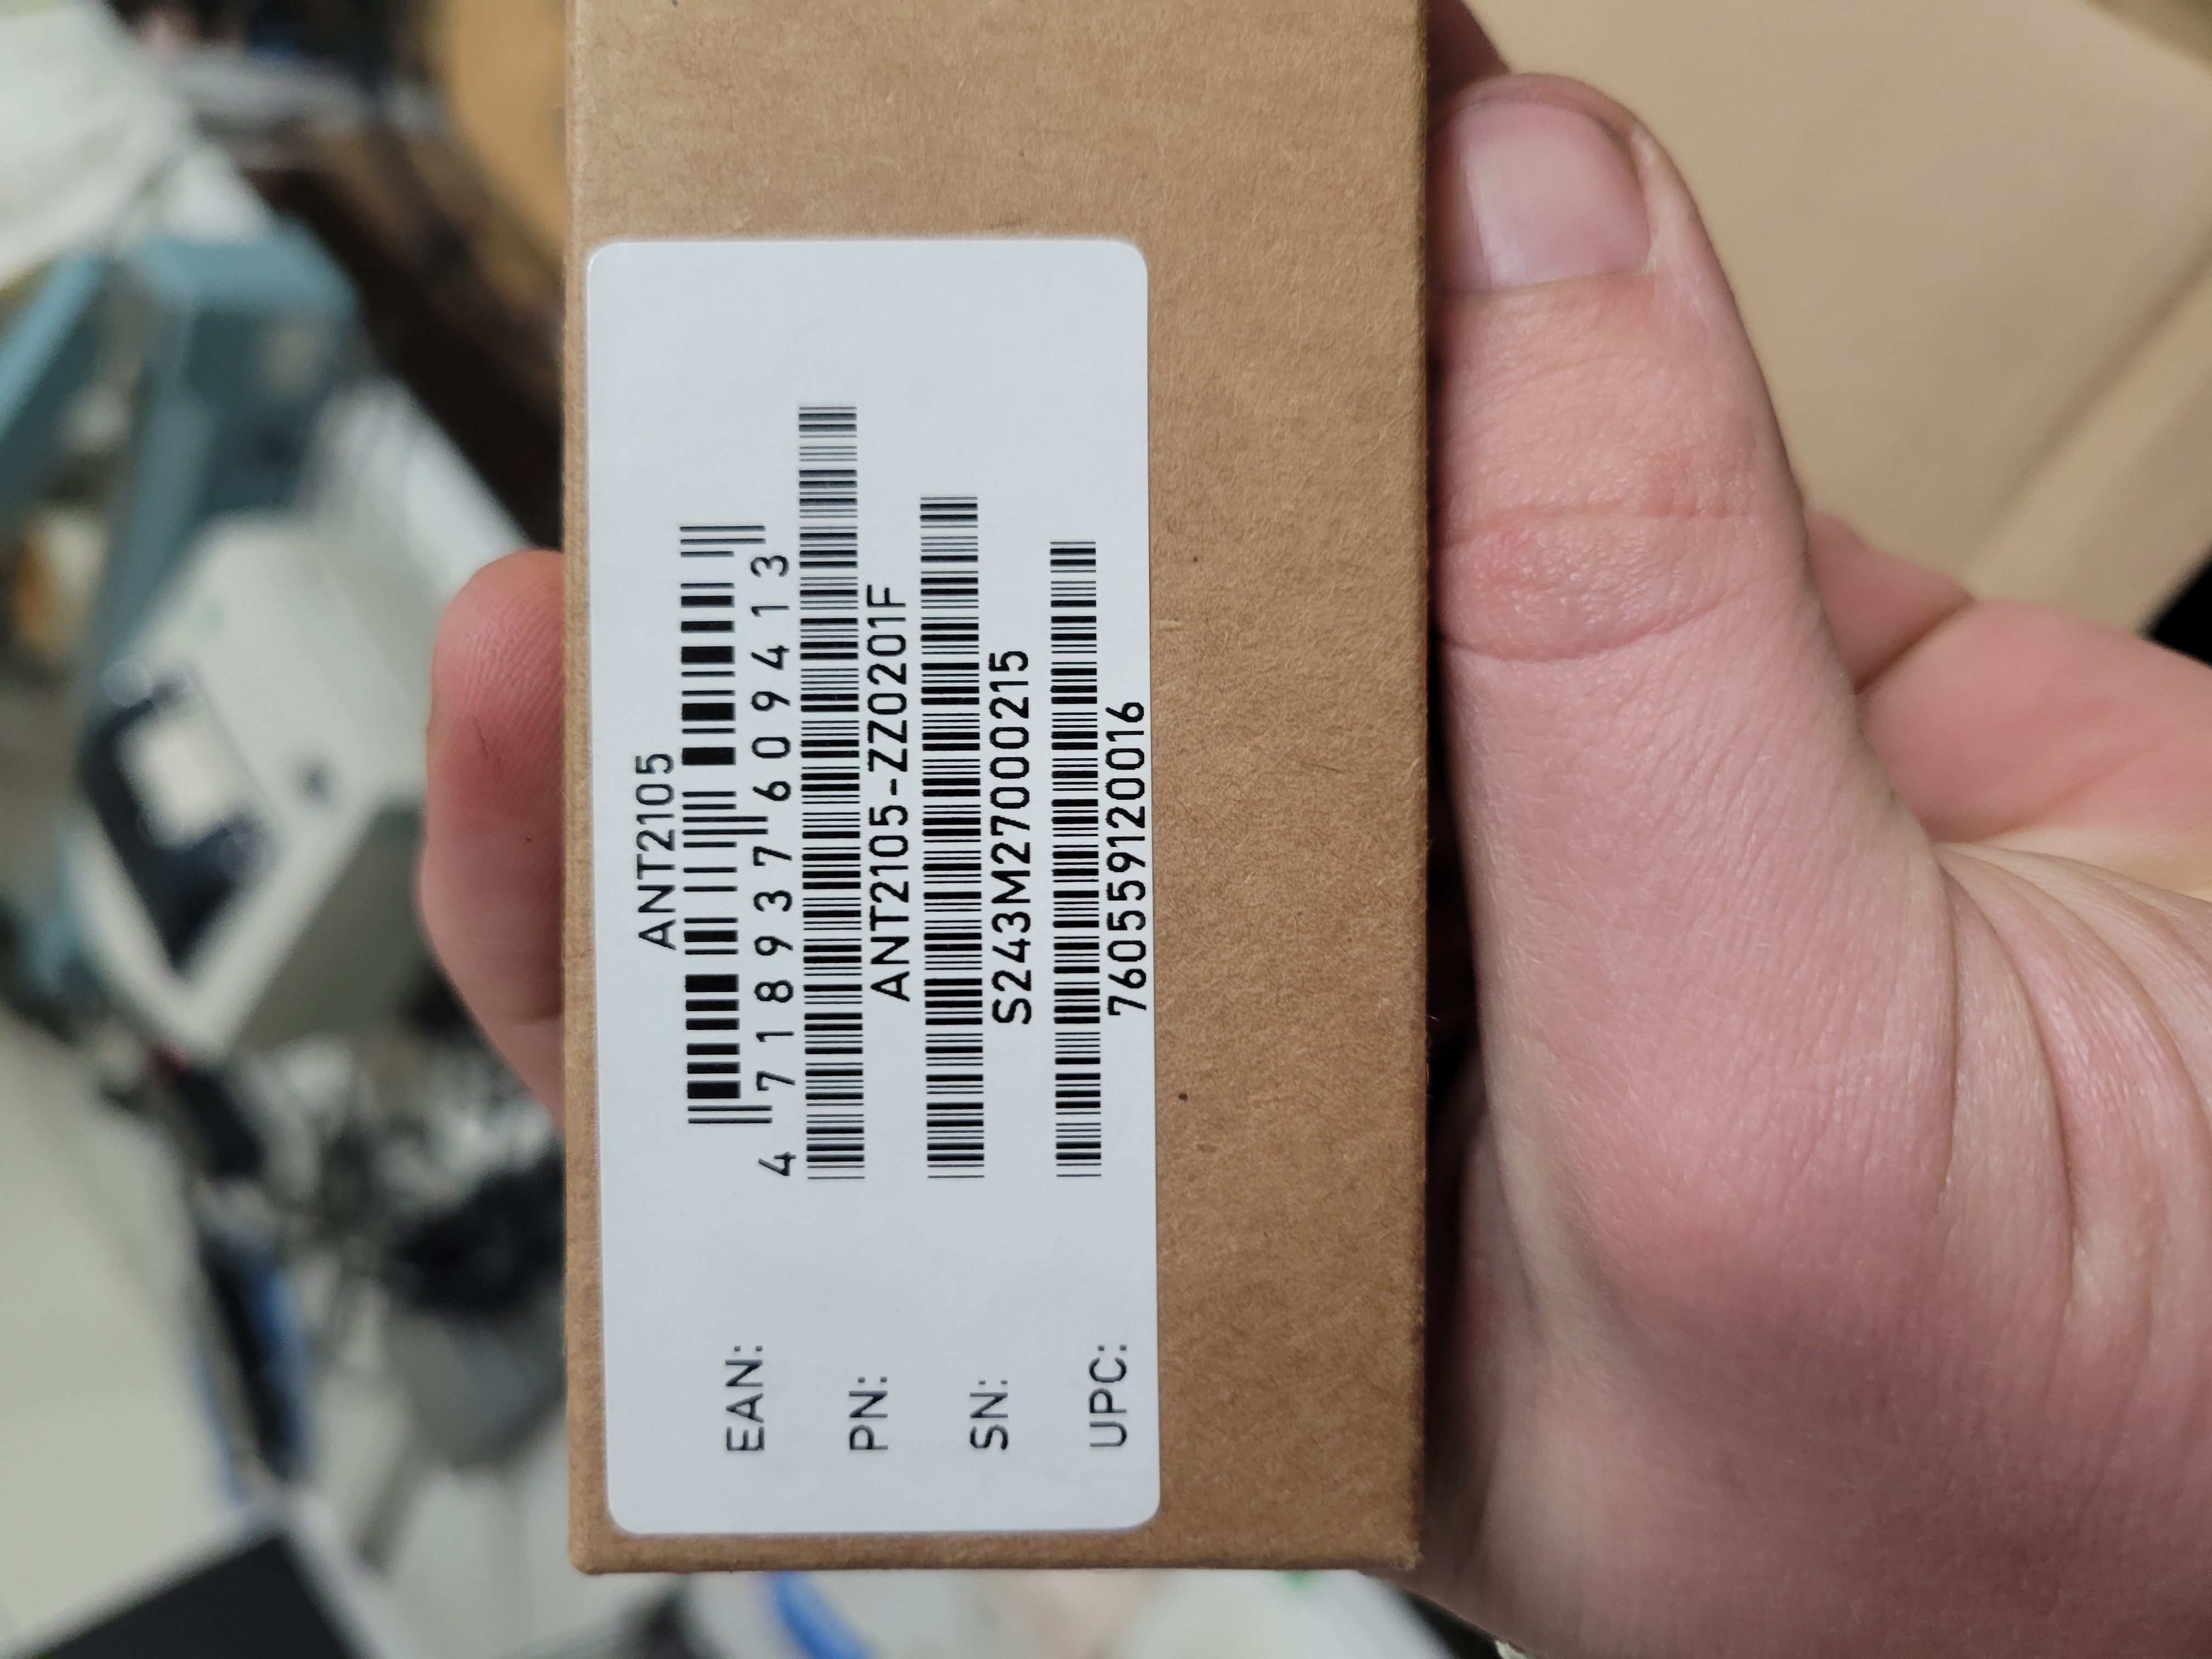 ANT2105
EAN: 4 718937 609413
PN: ANT2105-ZZ0201F
SN: S243M27000215
UPC: 760559120016